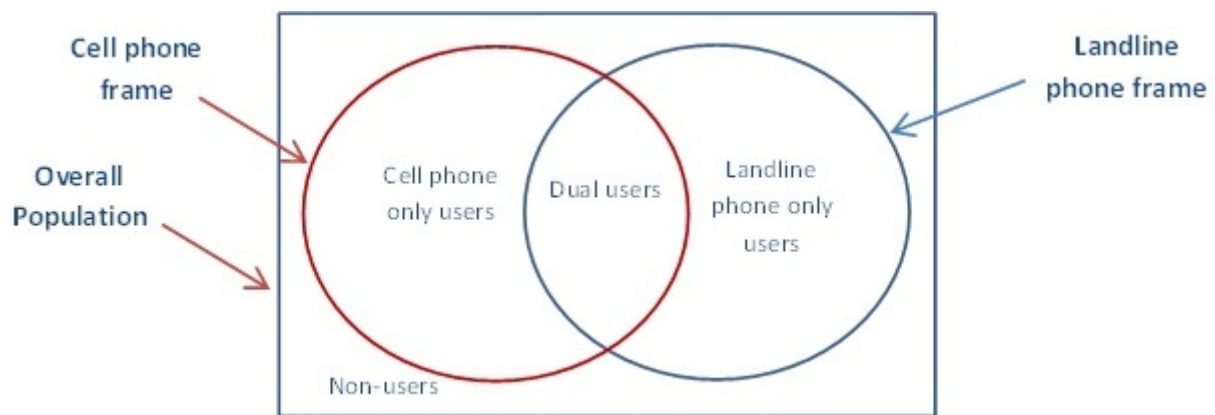 Cell phone
frame
Landline
phone frame
Overall
Population
Cell phone
only users
Dual users
Landline
phone only
users
Non-users